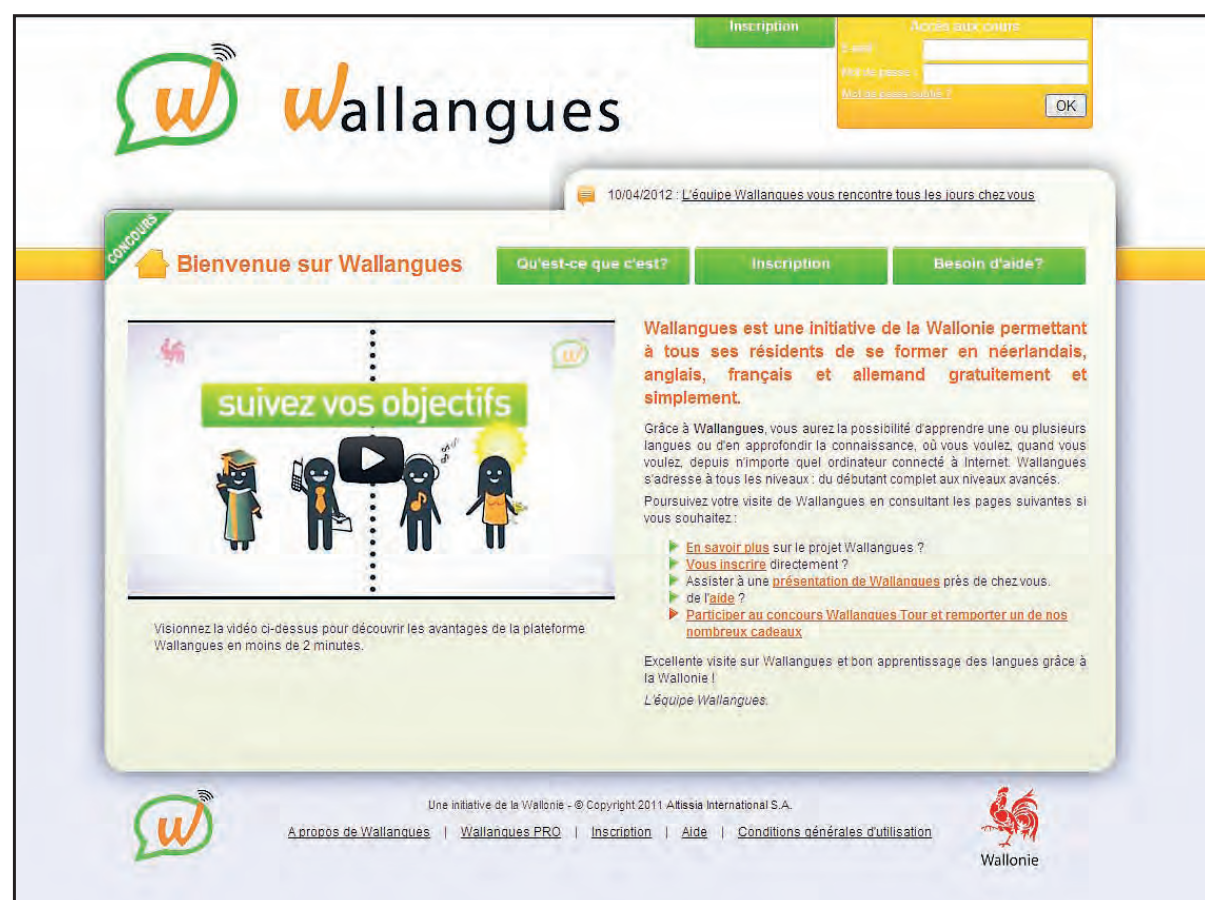 Inscription
Accès aux cours
E-mail :
Mot de passe :
Mot de passe oublié ?
OK
w
Wallangues
10/04/2012 : L'équipe Wallangues vous rencontre tous les jours chez vous
CONCOURS
Bienvenue sur Wallangues
Qu'est-ce que c'est?
Inscription
Besoin d'aide?
w
suivez vos objectifs
Visionnez la vidéo ci-dessus pour découvrir les avantages de la plateforme
Wallangues en moins de 2 minutes.
Wallangues est une initiative de la Wallonie permettant
à tous ses résidents de se former en néerlandais,
anglais, français et allemand gratuitement et
simplement.
Grâce à Wallangues, vous aurez la possibilité d'apprendre une ou plusieurs
langues ou d'en approfondir la connaissance, où vous voulez, quand vous
voulez, depuis n'importe quel ordinateur connecté à Internet. Wallangues
s'adresse à tous les niveaux : du débutant complet aux niveaux avancés.
Poursuivez votre visite de Wallangues en consultant les pages suivantes si
vous souhaitez :
En savoir plus sur le projet Wallangues ?
Vous inscrire directement ?
Assister à une présentation de Wallangues près de chez vous.
de l'aide ?
Participer au concours Wallangues Tour et remporter un de nos
nombreux cadeaux
Excellente visite sur Wallangues et bon apprentissage des langues grâce à
la Wallonie !
L'équipe Wallangues.
w
Une initiative de la Wallonie - © Copyright 2011 Altissia International S.A.
A propos de Wallangues | Wallangues PRO | Inscription | Aide | Conditions générales d'utilisation
Wallonie